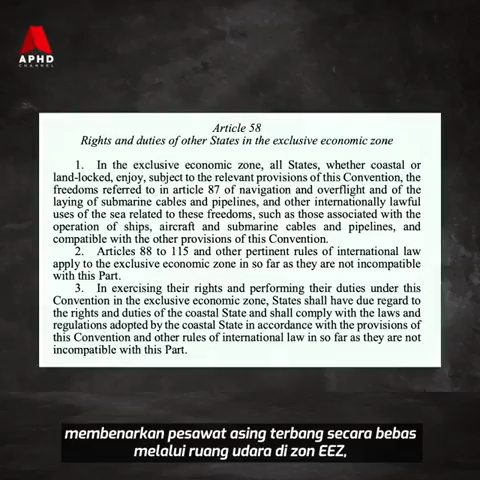 APHD
CHANNEL
Article 58
Rights and duties of other States in the exclusive economic zone
1. In the exclusive economic zone, all States, whether coastal or
land-locked, enjoy, subject to the relevant provisions of this Convention, the
freedoms referred to in article 87 of navigation and overflight and of the
laying of submarine cables and pipelines, and other internationally lawful
uses of the sea related to these freedoms, such as those associated with the
operation of ships, aircraft and submarine cables and pipelines, and
compatible with the other provisions of this Convention.
2. Articles 88 to 115 and other pertinent rules of international law
apply to the exclusive economic zone in so far as they are not incompatible
with this Part.
3. In exercising their rights and performing their duties under this
Convention in the exclusive economic zone, States shall have due regard to
the rights and duties of the coastal State and shall comply with the laws and
regulations adopted by the coastal State in accordance with the provisions of
this Convention and other rules of international law in so far as they are not
incompatible with this Part.
membenarkan pesawat asing terbang secara bebas
melalui ruang udara di zon EEZ,